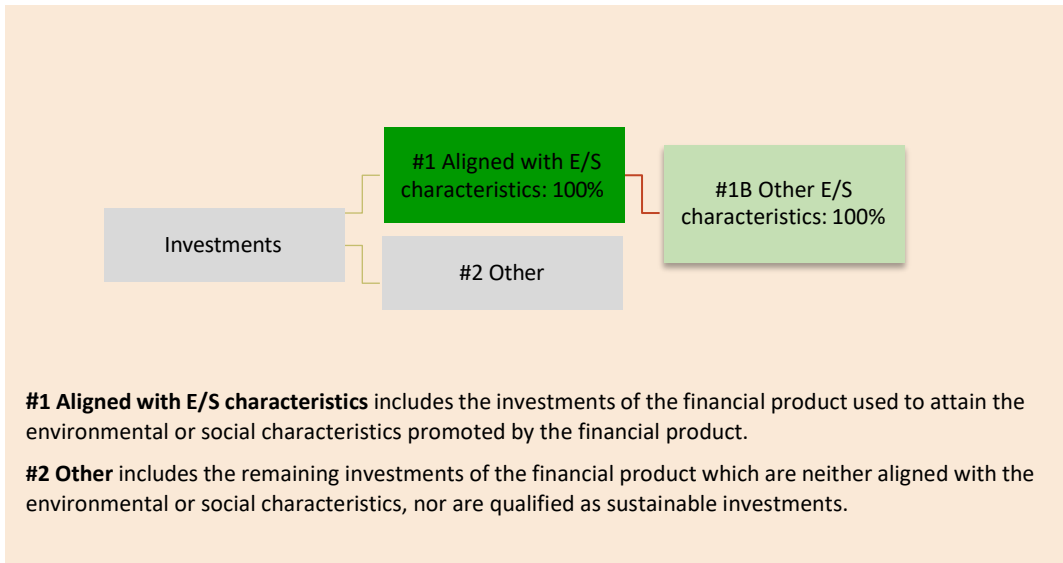 #1 Aligned with E/S
characteristics: 100%
#1B Other E/S
characteristics: 100%
Investments
#2 Other
#1 Aligned with E/S characteristics includes the investments of the financial product used to attain the
environmental or social characteristics promoted by the financial product.
#2 Other includes the remaining investments of the financial product which are neither aligned with the
environmental or social characteristics, nor are qualified as sustainable investments.